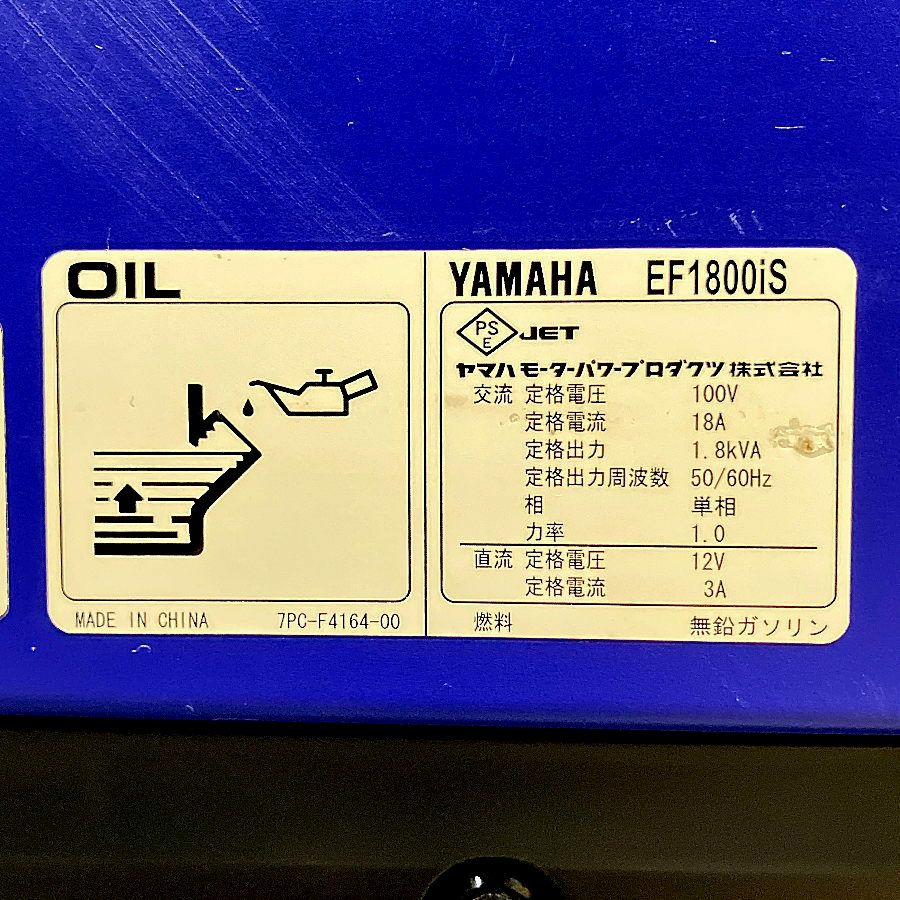 OIL
MADE IN CHINA 7PC-F4164-00
YAMAHA EF1800iS
PS
E
JET
ヤマハモーターパワープロダクツ株式会社
交流 定格電圧 100V
定格電流 18A
定格出力 1.8kVA
定格出力周波数 50/60Hz
相 単相
力率 1.0
直流 定格電圧 12V
定格電流 3A
燃料 無鉛ガソリン